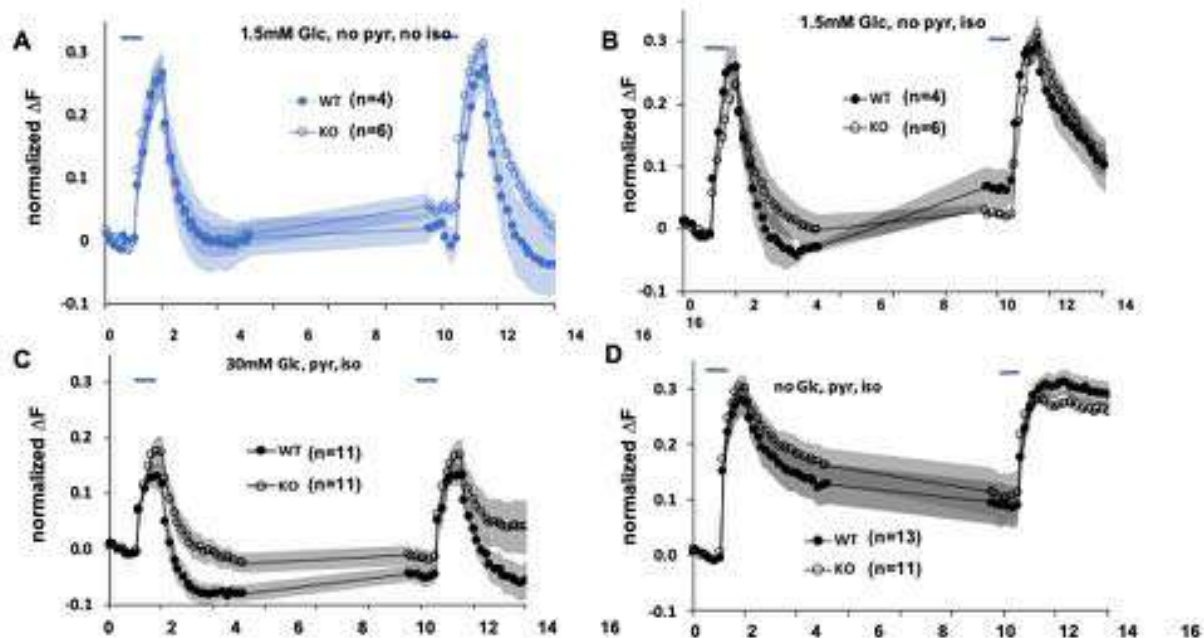 A
1.5mM Glc, no pyr, no iso
normalized ΔF
0.3
0.2
0.1
0
-0.1
WT (n=4)
KO (n=6)
0 2 4 6 8 10 12 14 16
B
1.5mM Glc, no pyr, iso
normalized ΔF
0.3
0.2
0.1
0
-0.1
WT (n=4)
KO (n=6)
0 2 4 6 8 10 12 14
16
C
30mM Glc, pyr, iso
normalized ΔF
0.3
0.2
0.1
0.0
-0.1
WT (n=11)
KO (n=11)
0 2 4 6 8 10 12 14 16
D
no Glc, pyr, iso
normalized ΔF
0.3
0.2
0.1
0.0
-0.1
WT (n=13)
KO (n=11)
0 2 4 6 8 10 12 14